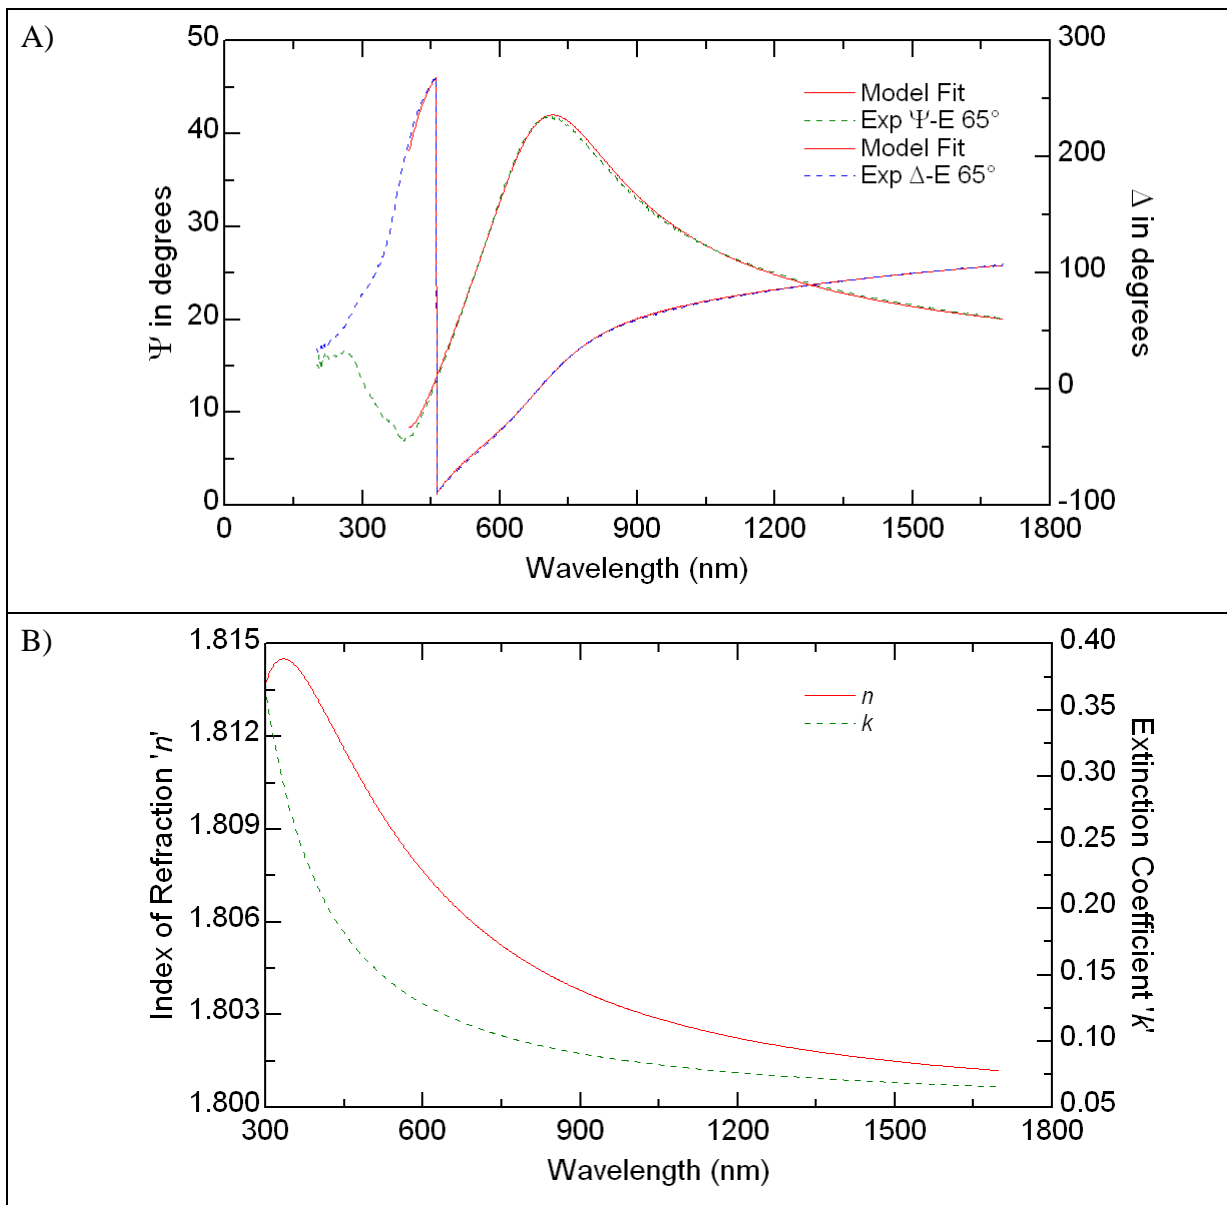 A)
50
40
30
20
10
0
Ψ in degrees
300
200
100
0
-100
Δ in degrees
Model Fit
Exp Ψ-E 65°
Model Fit
Exp Δ-E 65°
0 300 600 900 1200 1500 1800
Wavelength (nm)
B)
1.815
1.812
1.809
1.806
1.803
1.800
Index of Refraction 'n'
0.40
0.35
0.30
0.25
0.20
0.15
0.10
0.05
Extinction Coefficient 'k'
n
k
300 600 900 1200 1500 1800
Wavelength (nm)